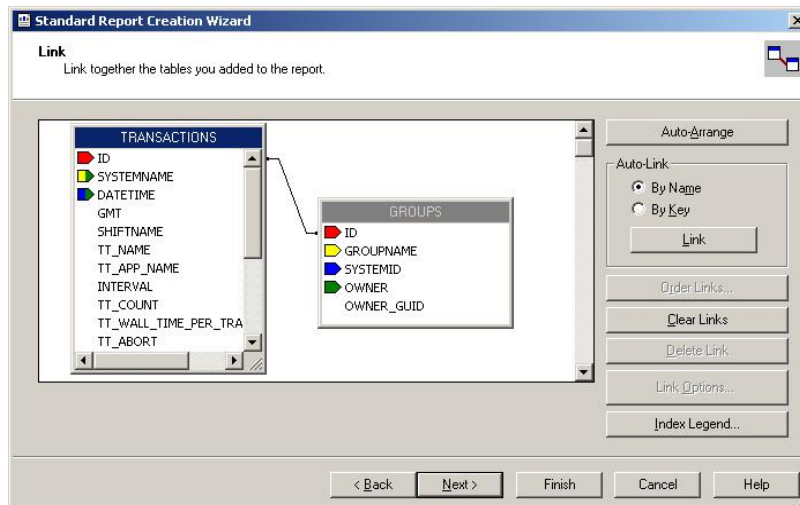 Standard Report Creation Wizard
Link
Link together the tables you added to the report.
TRANSACTIONS
ID
SYSTEMNAME
DATETIME
GMT
SHIFTNAME
TT_NAME
TT_APP_NAME
INTERVAL
TT_COUNT
TT_WALL_TIME_PER_TRA
TT_ABORT
GROUPS
ID
GROUPNAME
SYSTEMID
OWNER
OWNER_GUID
Auto-Arrange
Auto-Link
By Name
By Key
Link
Order Links...
Clear Links
Delete Link
Link Options...
Index Legend...
< Back
Next >
Finish
Cancel
Help